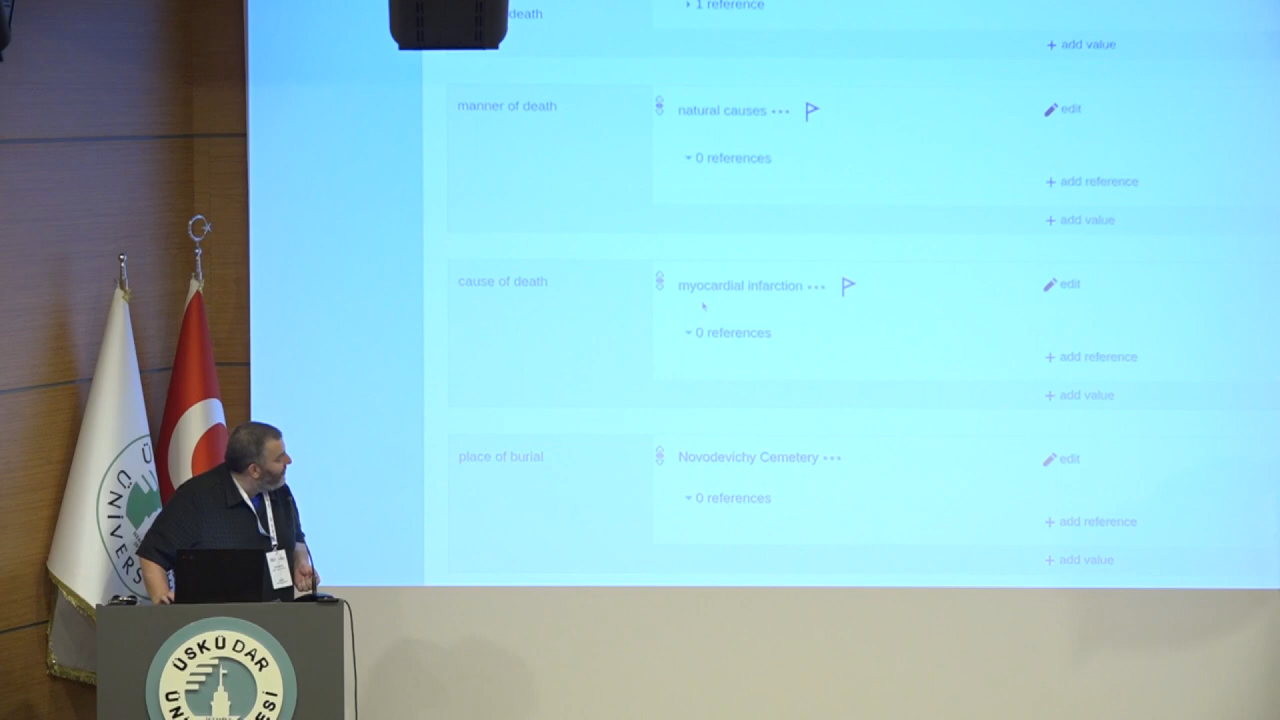 death
1 reference
+ add value
manner of death
natural causes
edit
0 references
+ add reference
+ add value
cause of death
myocardial infarction
edit
0 references
+ add reference
+ add value
place of burial
Novodevichy Cemetery
edit
0 references
+ add reference
+ add value
ÜSKÜDAR